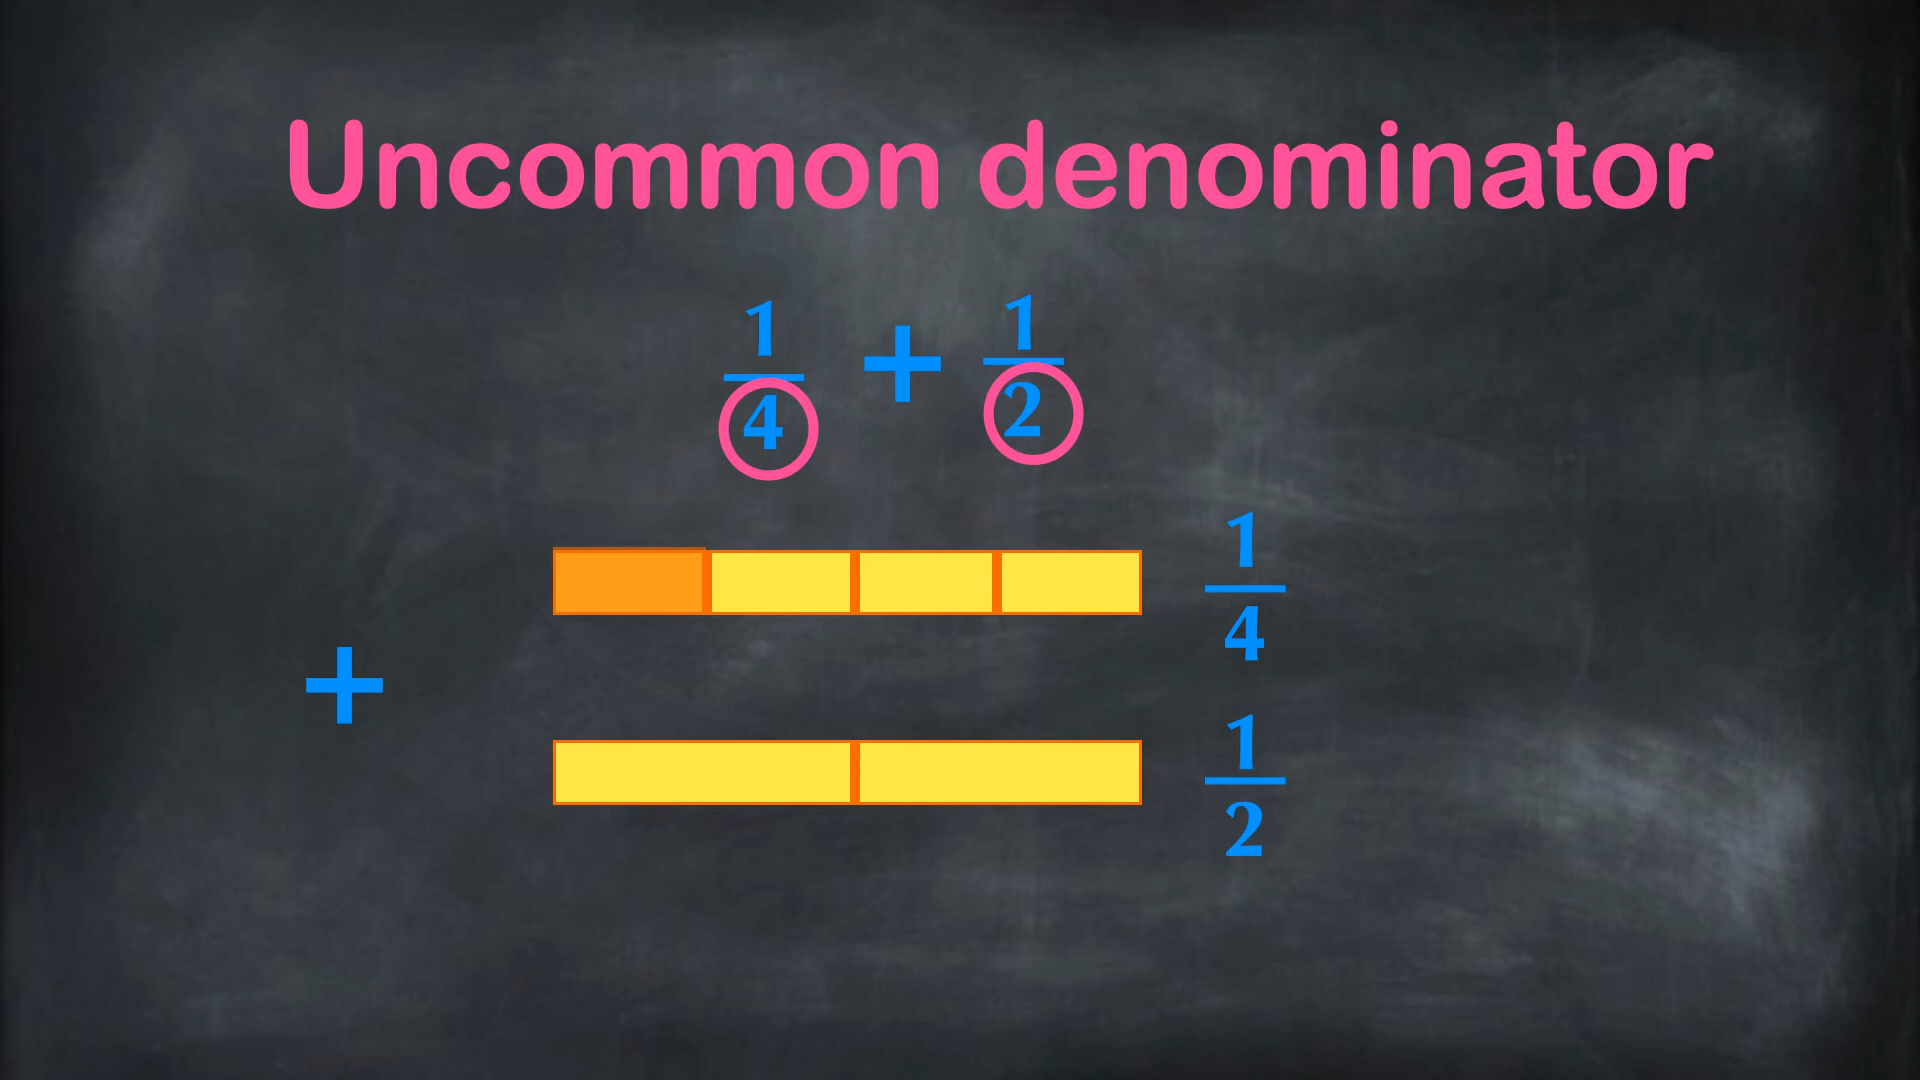 Uncommon denominator
1/4 + 1/2
1/4
+
1/2